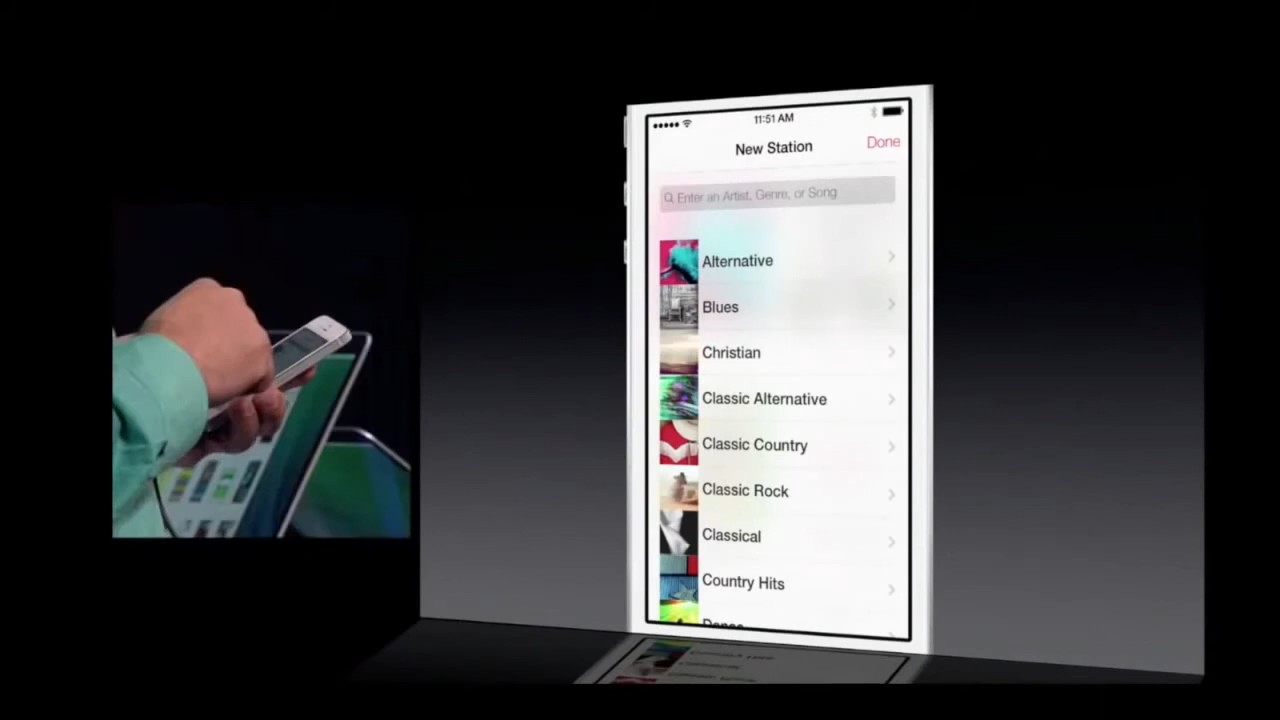 11:51 AM
New Station
Done
Enter an Artist, Genre, or Song
Alternative
Blues
Christian
Classic Alternative
Classic Country
Classic Rock
Classical
Country Hits